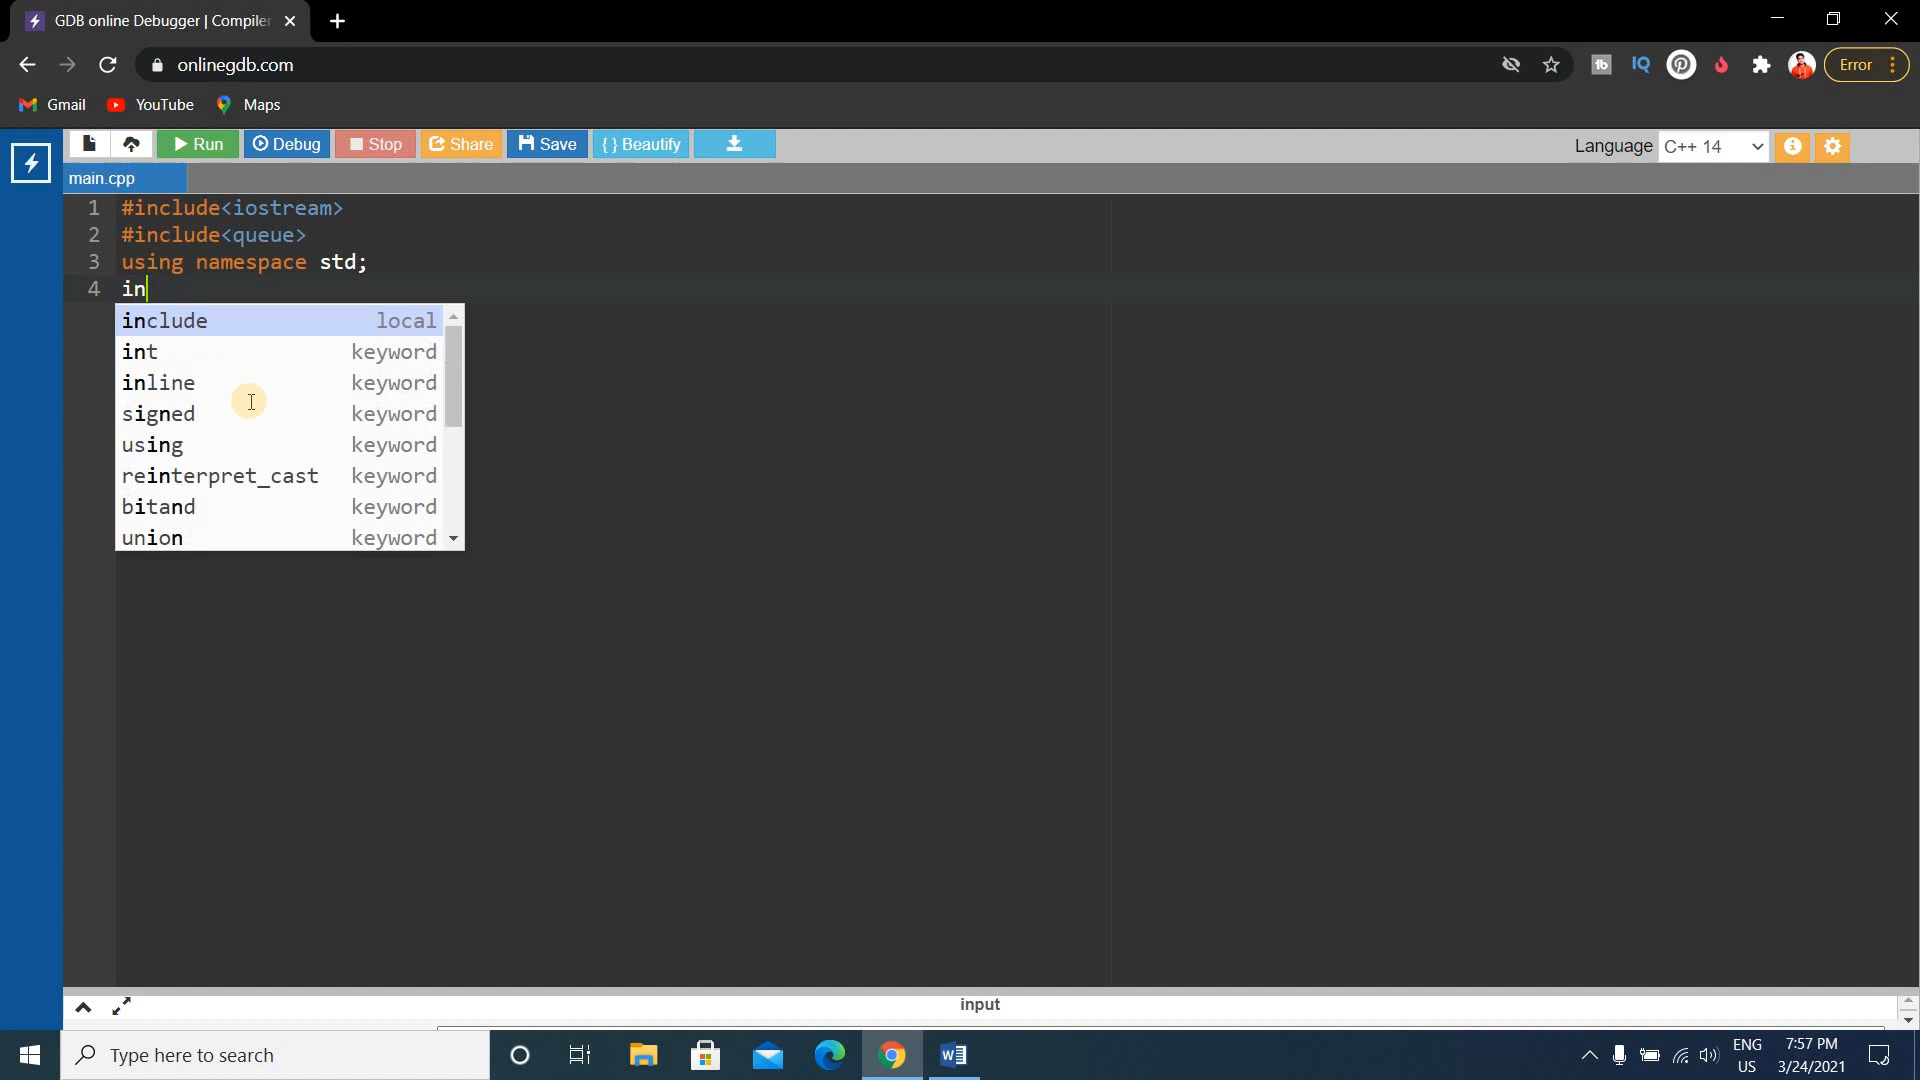 GDB online Debugger | Compiler
onlinegdb.com
Error
Gmail YouTube Maps
Run Debug Stop Share Save { } Beautify Language C++ 14
main.cpp
1 #include<iostream>
2 #include<queue>
3 using namespace std;
4 in
include local
int keyword
inline keyword
signed keyword
using keyword
reinterpret_cast keyword
bitand keyword
union keyword
input
Type here to search
ENG
US
7:57 PM
3/24/2021